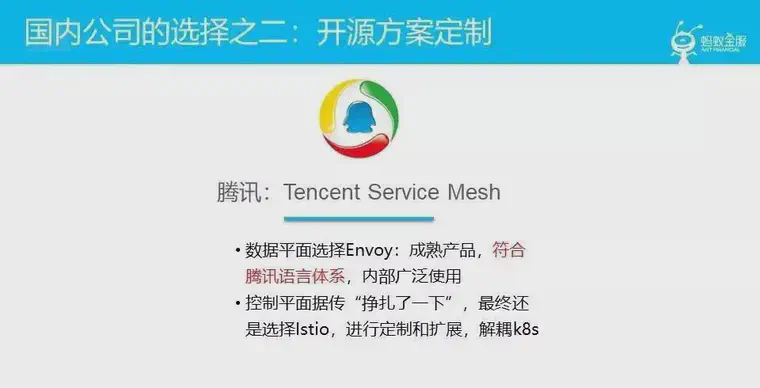 国内公司的选择之二：开源方案定制
蚂蚁金服
ANT FINANCIAL
腾讯：Tencent Service Mesh
• 数据平面选择Envoy：成熟产品，符合
腾讯语言体系，内部广泛使用
• 控制平面据传“挣扎了一下”，最终还
是选择Istio，进行定制和扩展，解耦k8s